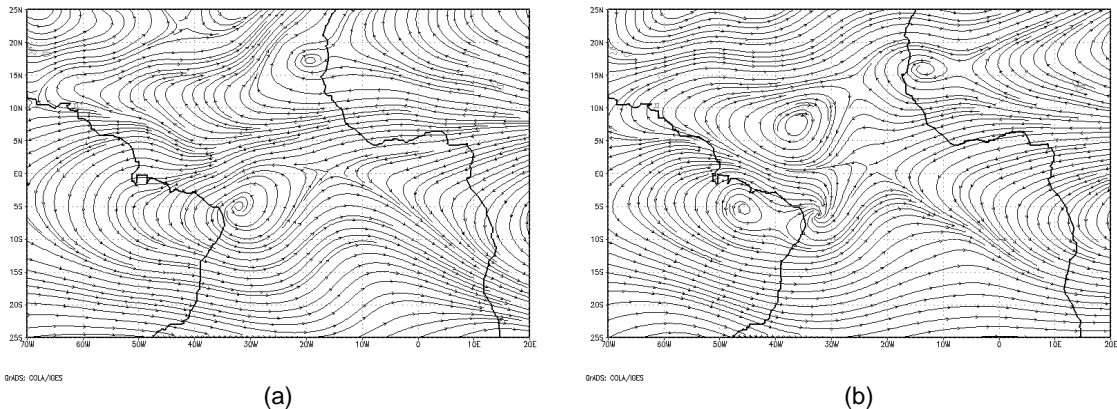 25N
20N
15N
10N
5N
EQ
5S
10S
15S
20S
25S
70W 60W 50W 40W 30W 20W 10W 0 10E 20E
GrADS: COLA/IGES
(a)
25N
20N
15N
10N
5N
EQ
5S
10S
15S
20S
25S
70W 60W 50W 40W 30W 20W 10W 0 10E 20E
GrADS: COLA/IGES
(b)